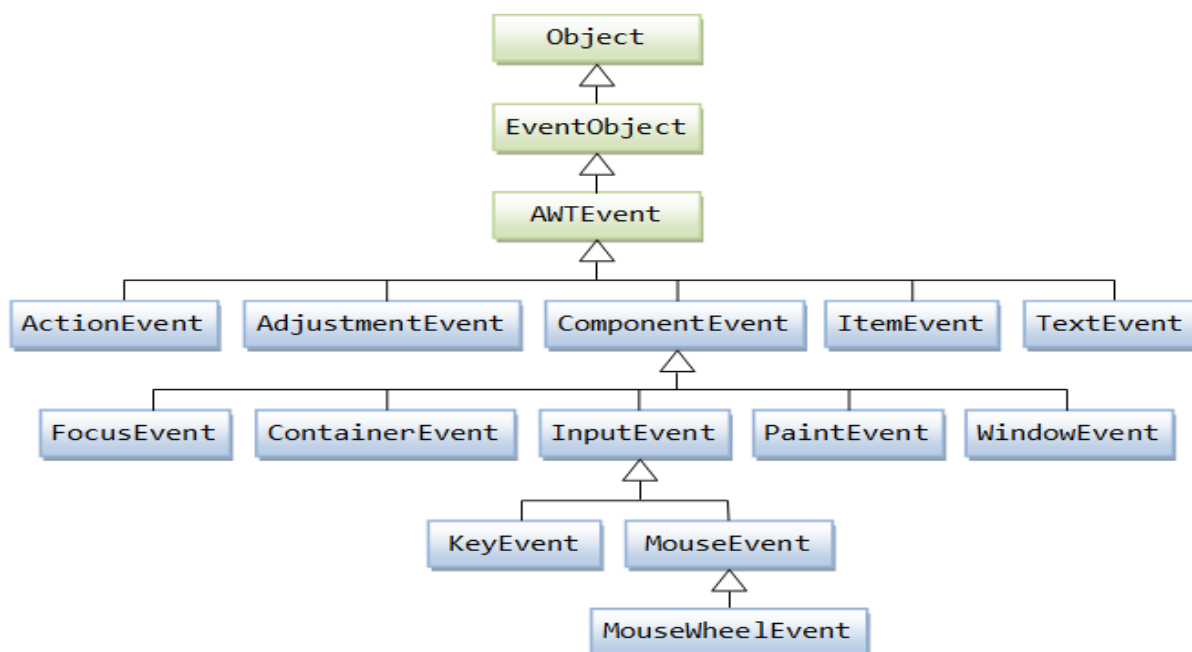 Object
EventObject
AWTEvent
ActionEvent AdjustmentEvent ComponentEvent ItemEvent TextEvent
FocusEvent ContainerEvent InputEvent PaintEvent WindowEvent
KeyEvent MouseEvent
MouseWheelEvent